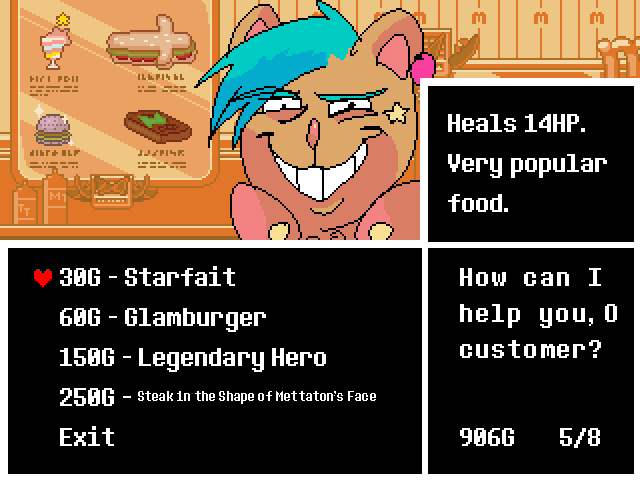 Heals 14HP.
Very popular
food.
30G - Starfait
60G - Glamburger
150G - Legendary Hero
250G - Steak in the Shape of Mettaton's Face
Exit
How can I
help you, O
customer?
906G 5/8